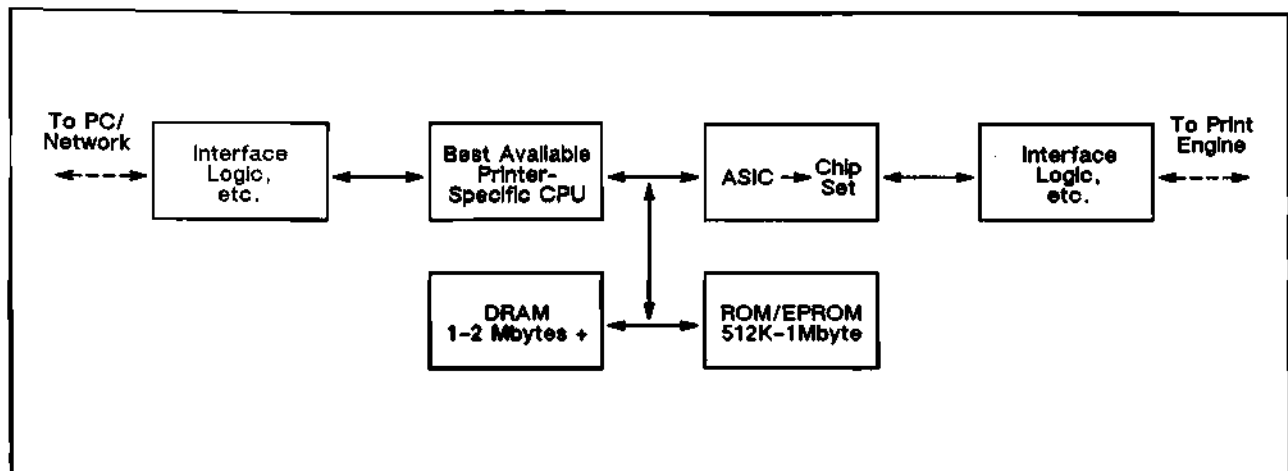 To PC/
Network
Interface
Logic,
etc.
Best Available
Printer-
Specific CPU
ASIC → Chip
Set
Interface
Logic,
etc.
To Print
Engine
DRAM
1-2 Mbytes +
ROM/EPROM
512K-1Mbyte